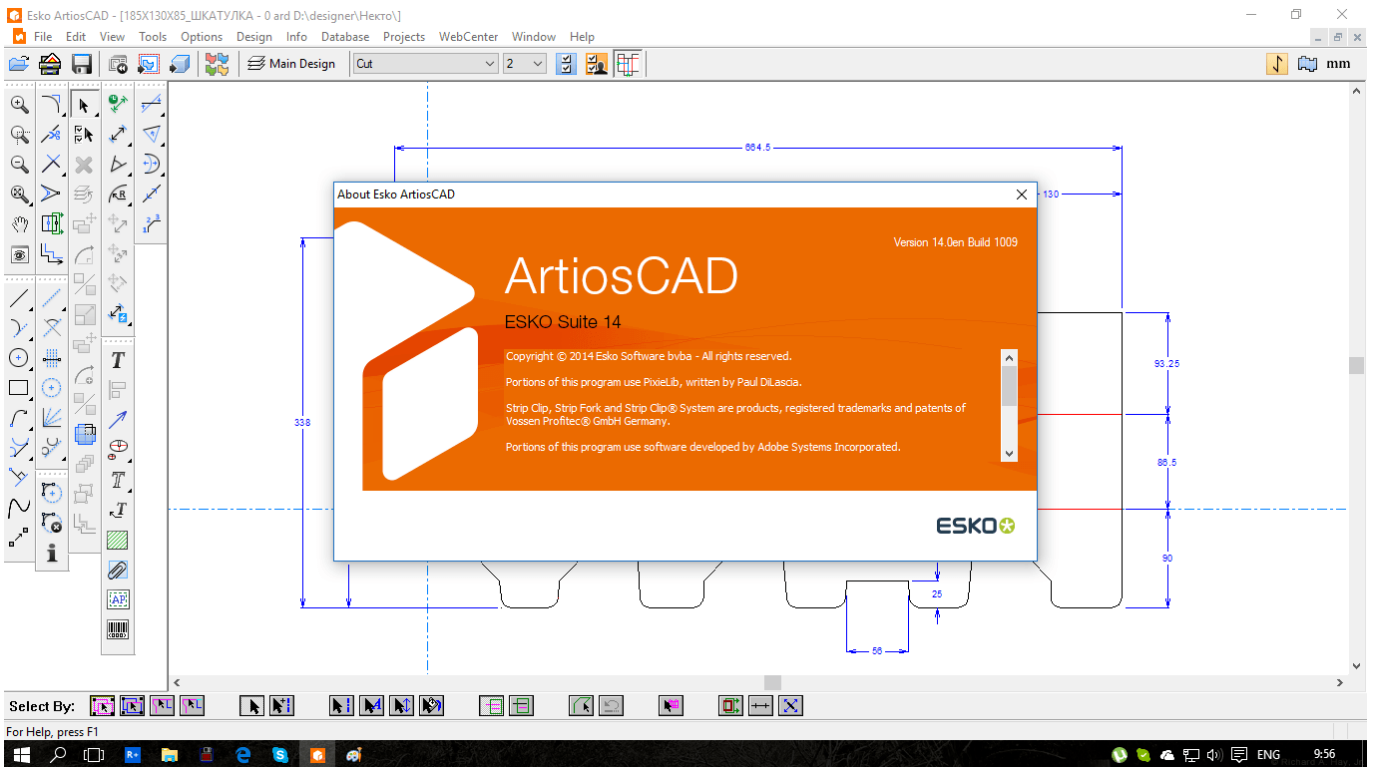 Esko ArtiosCAD - [185X130X85_ШКАТУЛКА - 0 ard D:\designer\Некто\]
File Edit View Tools Options Design Info Database Projects WebCenter Window Help
Main Design Cut 2 mm
664.5
About Esko ArtiosCAD
130
Version 14.0en Build 1009
ArtiosCAD
ESKO Suite 14
Copyright © 2014 Esko Software bvba - All rights reserved.
Portions of this program use PixieLib, written by Paul DiLascia.
Strip Clip, Strip Fork and Strip Clip® System are products, registered trademarks and patents of
Vossen Profitec® GmbH Germany.
Portions of this program use software developed by Adobe Systems Incorporated.
93.25
338
86.5
ESKO
90
25
56
Select By:
For Help, press F1
ENG 9:56